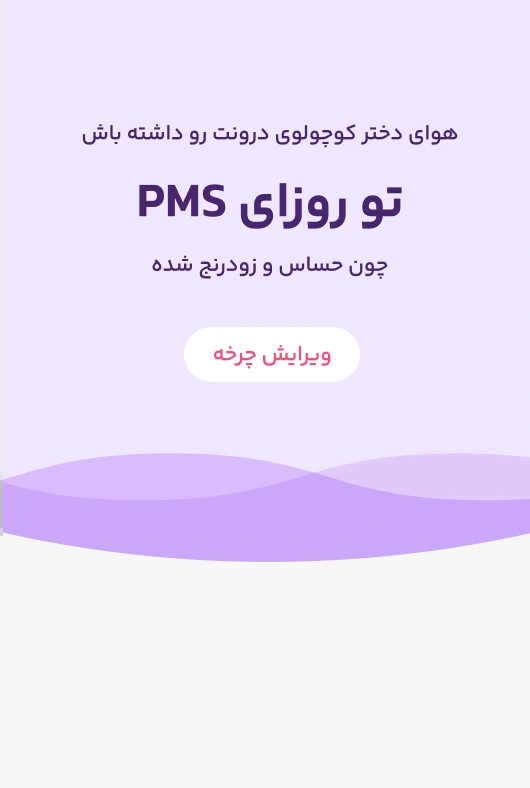 هوای دختر کوچولوی درونت رو داشته باش
تو روزای PMS
چون حساس و زودرنج شده
ویرایش چرخه